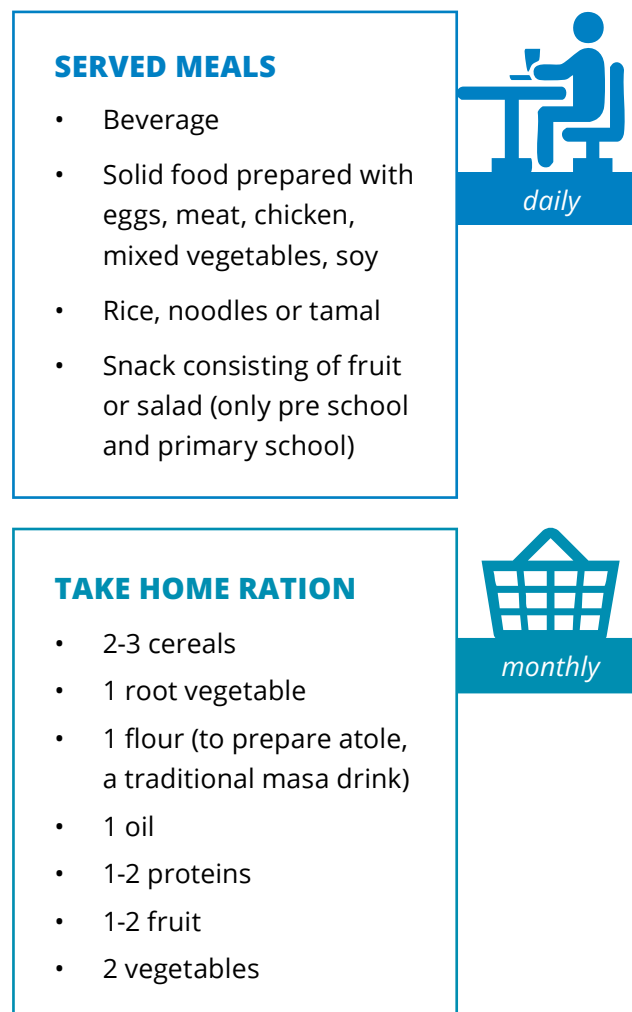 SERVED MEALS
• Beverage
• Solid food prepared with
eggs, meat, chicken,
mixed vegetables, soy
• Rice, noodles or tamal
• Snack consisting of fruit
or salad (only pre school
and primary school)
daily
TAKE HOME RATION
• 2-3 cereals
• 1 root vegetable
• 1 flour (to prepare atole,
a traditional masa drink)
• 1 oil
• 1-2 proteins
• 1-2 fruit
• 2 vegetables
monthly